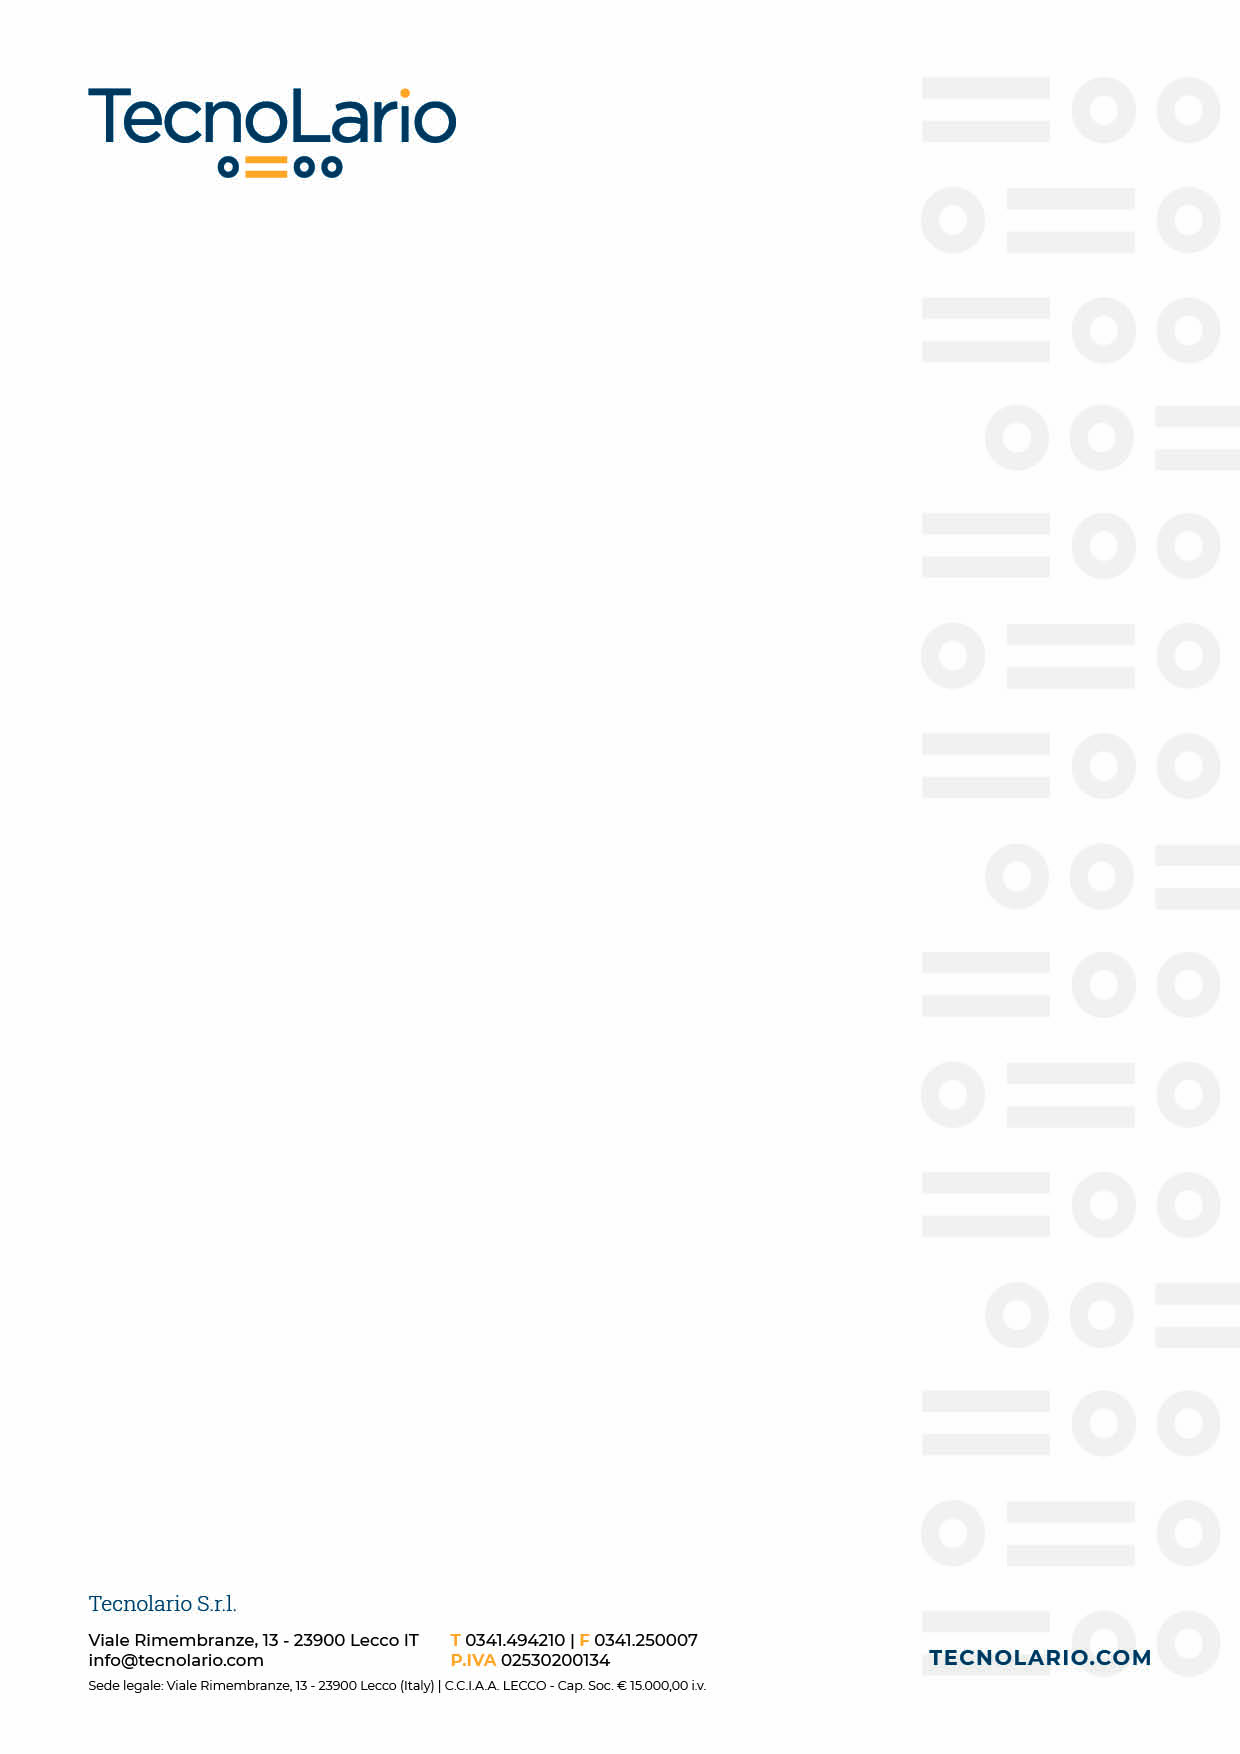 TecnoLario
Tecnolario S.r.l.
Viale Rimembranze, 13 - 23900 Lecco IT
info@tecnolario.com
T 0341.494210 | F 0341.250007
P.IVA 02530200134
Sede legale: Viale Rimembranze, 13 - 23900 Lecco (Italy) | C.C.I.A.A. LECCO - Cap. Soc. € 15.000,00 i.v.
TECNOLARIO.COM